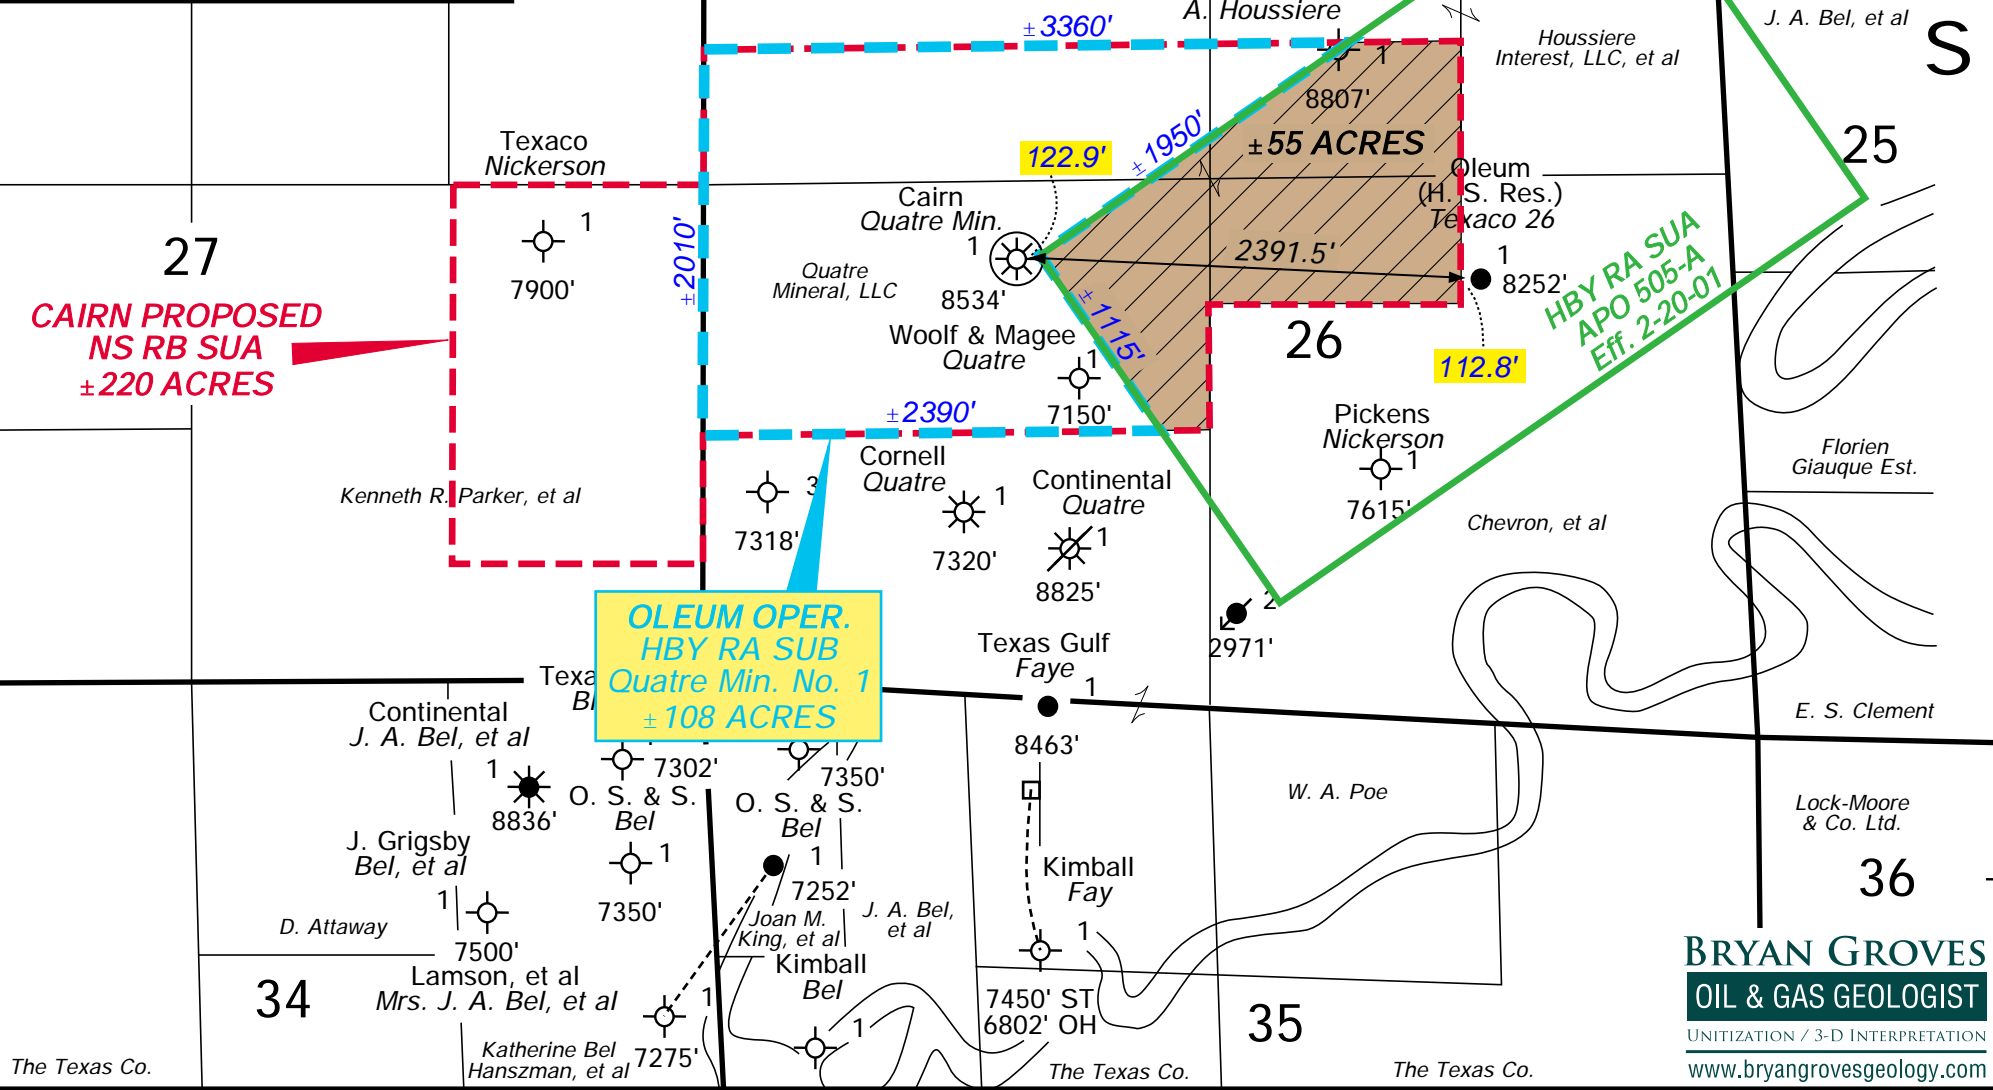 A. Houssiere
J. A. Bel, et al
S
±3360'
Houssiere
Interest, LLC, et al
1
8807'
±55 ACRES
25
Texaco
Nickerson
1
7900'
27
CAIRN PROPOSED
NS RB SUA
±220 ACRES
±2010'
122.9'
±1950'
Cairn
Quatre Min.
1
8534'
Quatre
Mineral, LLC
2391.5'
Oleum
(H. S. Res.)
Texaco 26
1
8252'
112.8'
HBY RA SUA
APO 505-A
Eff. 2-20-01
26
Woolf & Magee
Quatre
1
7150'
±1115'
±2390'
Pickens
Nickerson
1
7615'
Florien
Giauque Est.
Kenneth R. Parker, et al
3
7318'
Cornell
Quatre
1
7320'
Continental
Quatre
1
8825'
Chevron, et al
2
2971'
OLEUM OPER.
HBY RA SUB
Quatre Min. No. 1
±108 ACRES
Texas Gulf
Faye
1
8463'
E. S. Clement
Continental
J. A. Bel, et al
1
8836'
7302'
7350'
O. S. & S.
Bel
1
7350'
O. S. & S.
Bel
1
7252'
W. A. Poe
Lock-Moore
& Co. Ltd.
36
J. Grigsby
Bel, et al
1
7500'
D. Attaway
Joan M.
King, et al
J. A. Bel,
et al
Kimball
Fay
1
7450' ST
6802' OH
34
Lamson, et al
Mrs. J. A. Bel, et al
1
7275'
Kimball
Bel
1
35
The Texas Co.
Katherine Bel
Hanszman, et al
The Texas Co.
The Texas Co.
BRYAN GROVES
OIL & GAS GEOLOGIST
UNITIZATION / 3-D INTERPRETATION
www.bryangrovesgeology.com